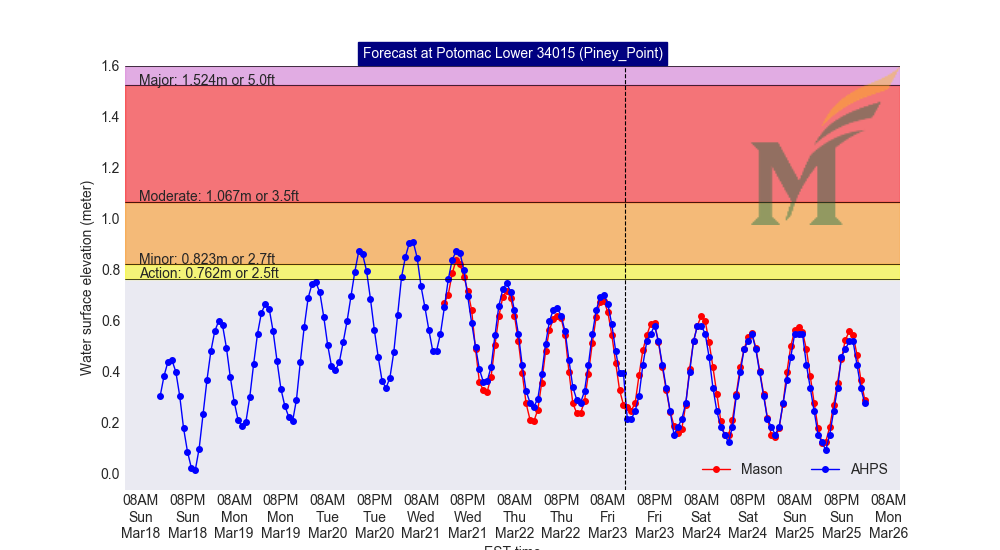 Forecast at Potomac Lower 34015 (Piney_Point)
1.6
Major: 1.524m or 5.0ft
1.4
1.2
Moderate: 1.067m or 3.5ft
1.0
Minor: 0.823m or 2.7ft
0.8
Action: 0.762m or 2.5ft
0.6
0.4
0.2
0.0
Water surface elevation (meter)
M
Mason AHPS
08AM 08PM 08AM 08PM 08AM 08PM 08AM 08PM 08AM 08PM 08AM 08PM 08AM 08PM 08AM 08PM 08AM
Sun Sun Mon Mon Tue Tue Wed Wed Thu Thu Fri Fri Sat Sat Sun Sun Mon
Mar18 Mar18 Mar19 Mar19 Mar20 Mar20 Mar21 Mar21 Mar22 Mar22 Mar23 Mar23 Mar24 Mar24 Mar25 Mar25 Mar26
EST time